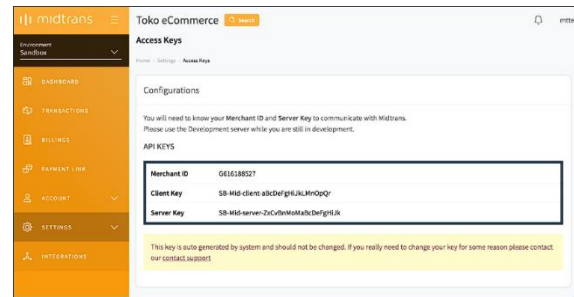 midtrans
Toko eCommerce
Search
Environment
Sandbox
Access Keys
Home / Settings / Access Keys
DASHBOARD
TRANSACTIONS
BILLINGS
PAYMENT LINK
ACCOUNT
SETTINGS
INTEGRATIONS
Configurations
You will need to know your Merchant ID and Server Key to communicate with Midtrans.
Please use the Development server while you are still in development.
API KEYS
Merchant ID G616188527
Client Key SB-Mid-client-aBcDeFgHiJkLMnOpQr
Server Key SB-Mid-server-ZxCvBnMoMaBcDeFgHiJk
This key is auto generated by system and should not be changed. If you really need to change your key for some reason please contact
our contact support